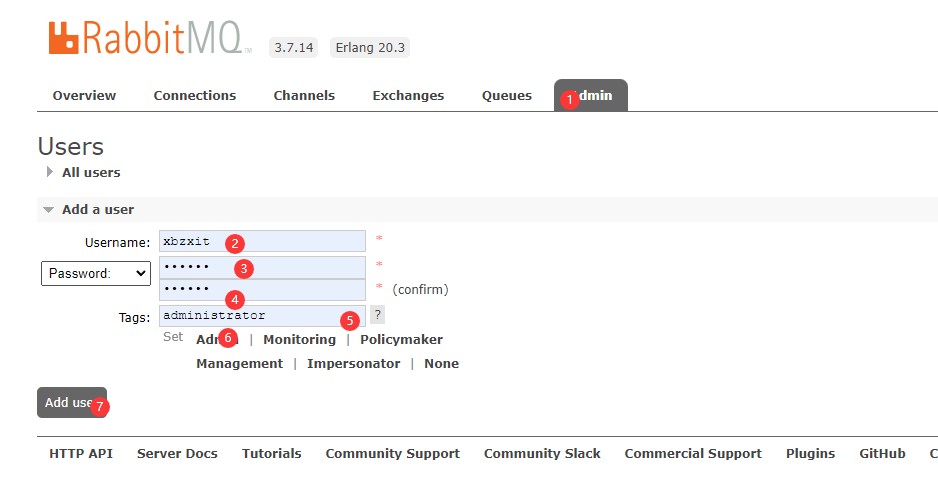 RabbitMQ TM 3.7.14 Erlang 20.3
Overview Connections Channels Exchanges Queues 1 dmin
Users
All users
Add a user
Username: xbzxit 2 *
Password: •••••• 3 *
•••••• 4 * (confirm)
Tags: administrator 5 ?
Set Ad 6 | Monitoring | Policymaker
Management | Impersonator | None
Add use 7
HTTP API Server Docs Tutorials Community Support Community Slack Commercial Support Plugins GitHub C